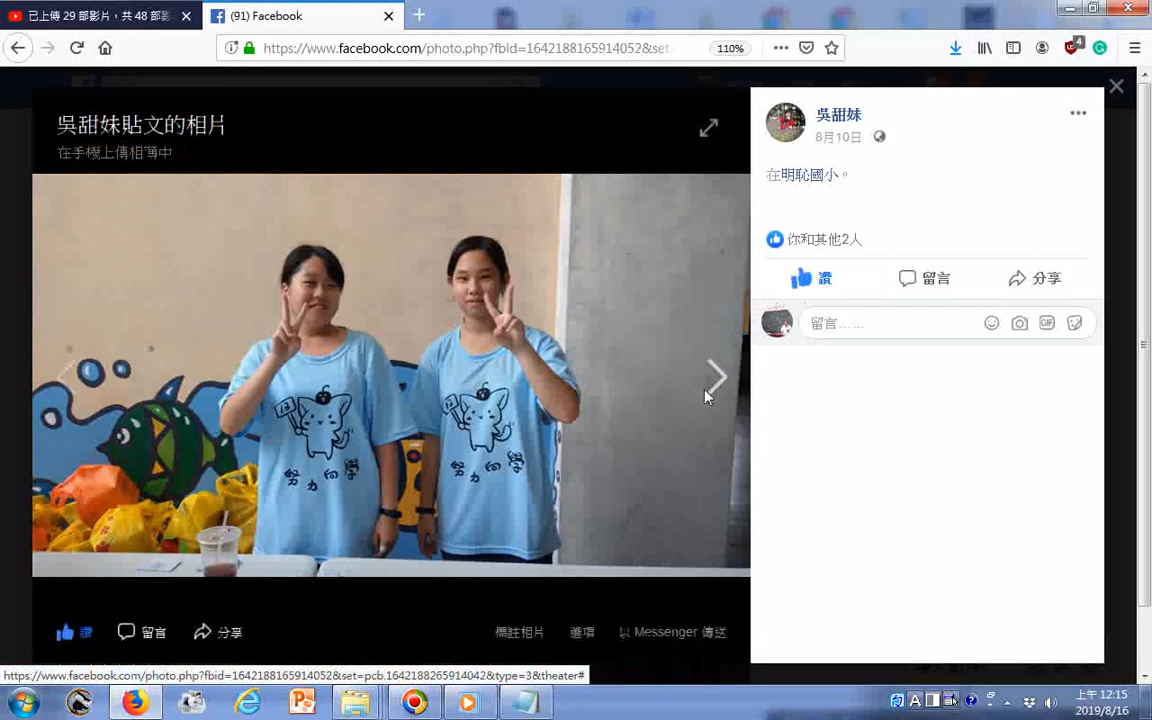 已上傳 29 部影片，共 48 部影
(91) Facebook
https://www.facebook.com/photo.php?fbid=1642188165914052&set=
110%
4
吳甜妹貼文的相片
在手機上傳相簿中
努力向學
努力向學
讚 留言 分享
標註相片 選項 以 Messenger 傳送
吳甜妹
8月10日
在明恥國小。
你和其他2人
讚 留言 分享
留言……
GIF
https://www.facebook.com/photo.php?fbid=1642188165914052&set=pcb.1642188265914042&type=3&theater#
上午 12:15
2019/8/16